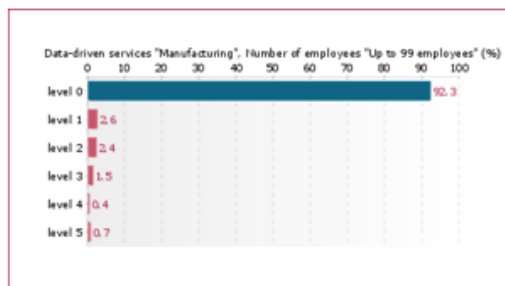 Data-driven services "Manufacturing", Number of employees "Up to 99 employees" (%)
0 10 20 30 40 50 60 70 80 90 100
level 0 92.3
level 1 2.6
level 2 2.4
level 3 1.5
level 4 0.4
level 5 0.7